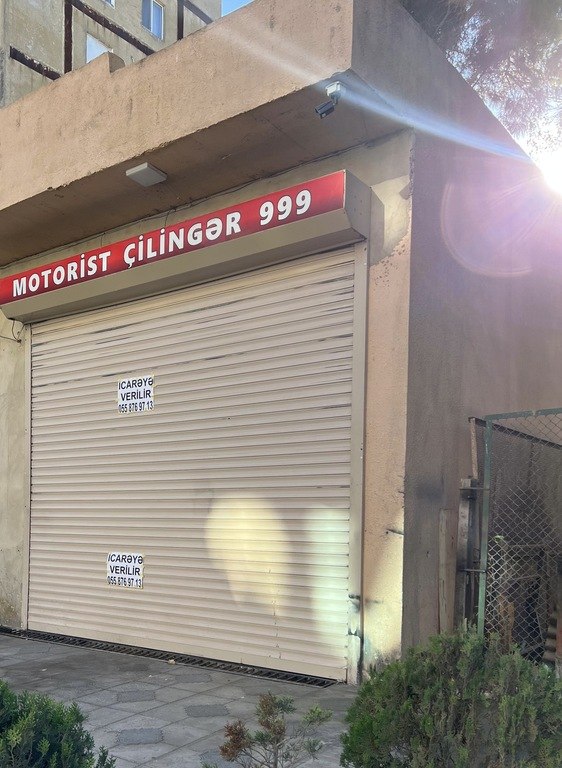 MOTORİST ÇİLİNGƏR 999
İCARƏYƏ
VERİLİR
055 876 97 13
İCARƏYƏ
VERİLİR
055 876 97 13